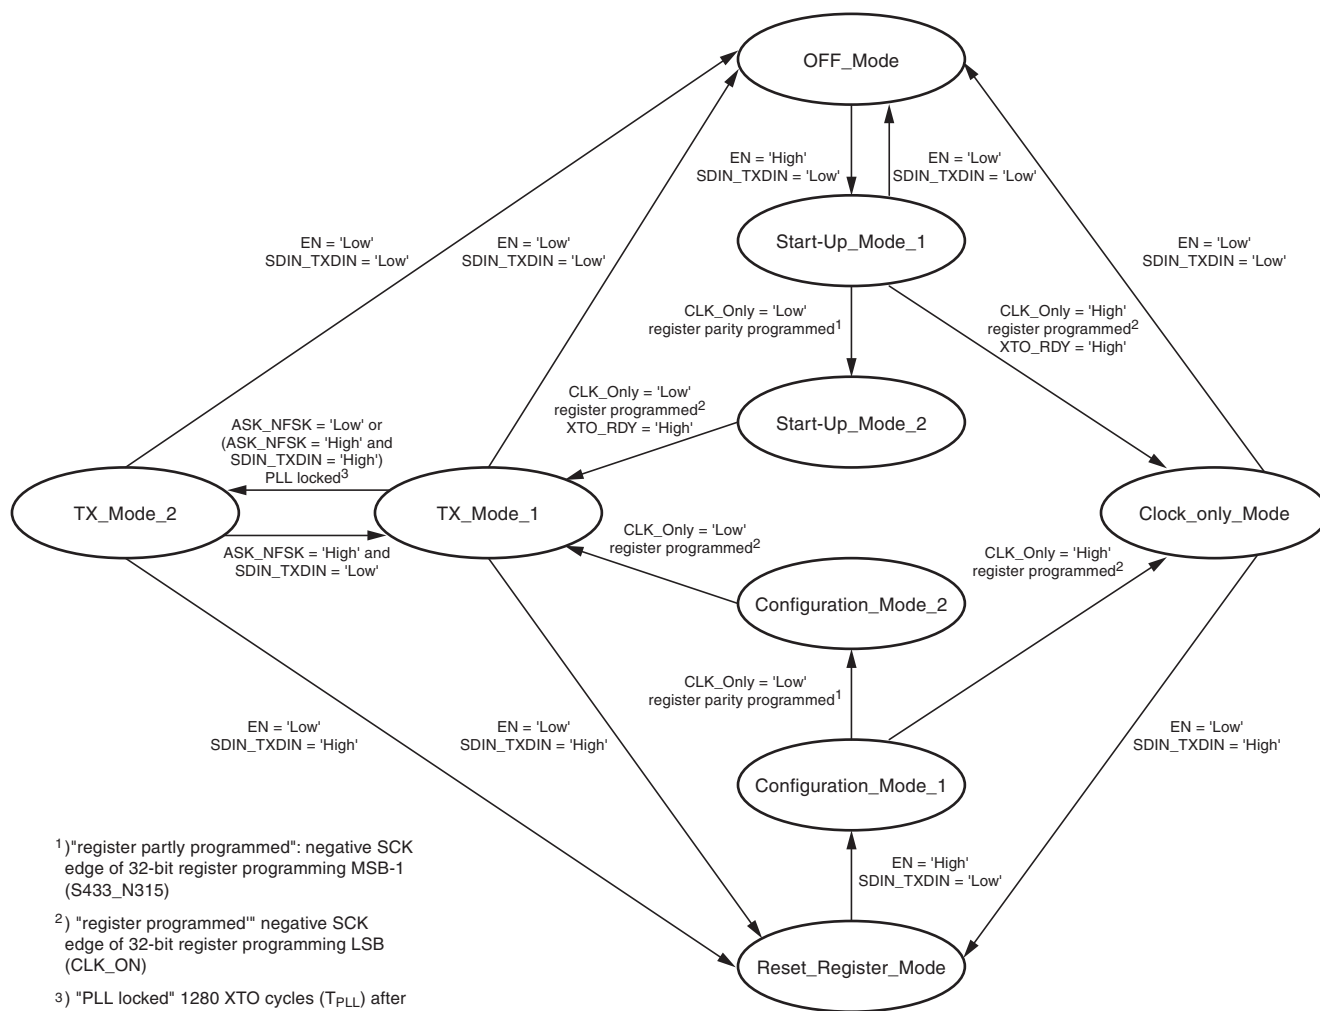 OFF_Mode
EN = 'High'
SDIN_TXDIN = 'Low'
EN = 'Low'
SDIN_TXDIN = 'Low'
Start-Up_Mode_1
EN = 'Low'
SDIN_TXDIN = 'Low'
EN = 'Low'
SDIN_TXDIN = 'Low'
EN = 'Low'
SDIN_TXDIN = 'Low'
CLK_Only = 'Low'
register parity programmed1
CLK_Only = 'High'
register programmed2
XTO_RDY = 'High'
CLK_Only = 'Low'
register programmed2
XTO_RDY = 'High'
Start-Up_Mode_2
ASK_NFSK = 'Low' or
(ASK_NFSK = 'High' and
SDIN_TXDIN = 'High')
PLL locked3
TX_Mode_2
TX_Mode_1
Clock_only_Mode
ASK_NFSK = 'High' and
SDIN_TXDIN = 'Low'
CLK_Only = 'Low'
register programmed2
CLK_Only = 'High'
register programmed2
Configuration_Mode_2
CLK_Only = 'Low'
register parity programmed1
EN = 'Low'
SDIN_TXDIN = 'High'
EN = 'Low'
SDIN_TXDIN = 'High'
EN = 'Low'
SDIN_TXDIN = 'High'
Configuration_Mode_1
EN = 'High'
SDIN_TXDIN = 'Low'
Reset_Register_Mode
1)"register partly programmed": negative SCK
edge of 32-bit register programming MSB-1
(S433_N315)
2) "register programmed'" negative SCK
edge of 32-bit register programming LSB
(CLK_ON)
3) "PLL locked" 1280 XTO cycles (TPLL) after